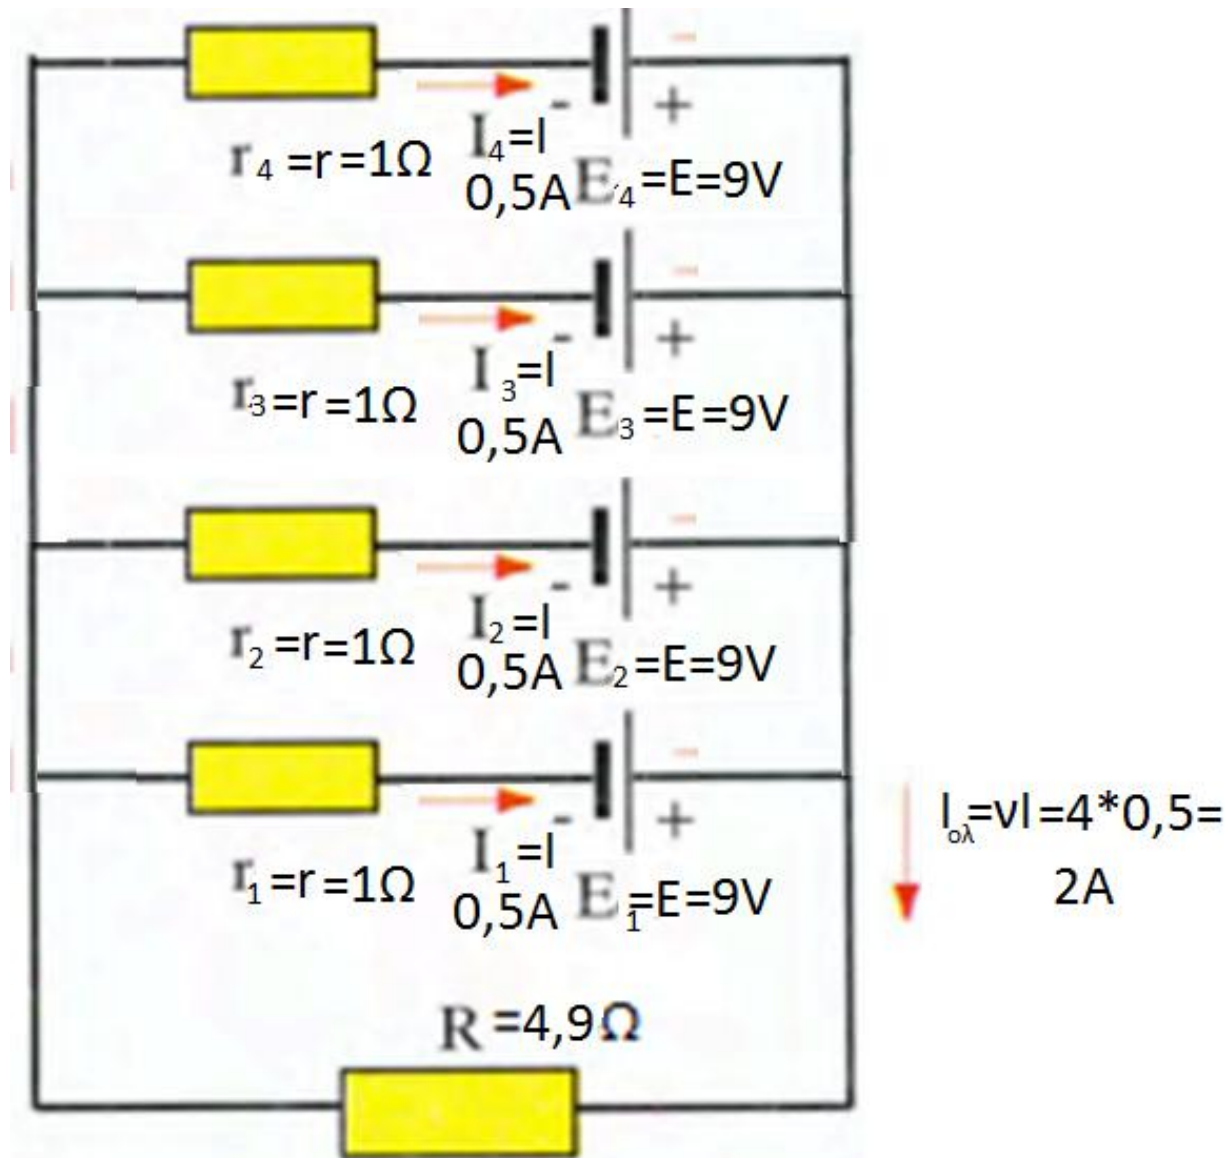 - +
r₄ =r=1Ω I₄=I E₄=E=9V
0,5A
- +
r₃=r=1Ω I₃=I E₃=E=9V
0,5A
- +
r₂=r=1Ω I₂=I E₂=E=9V
0,5A
- +
r₁=r=1Ω I₁=I E₁=E=9V
0,5A
Iολ=νI=4*0,5=
2A
R =4,9Ω